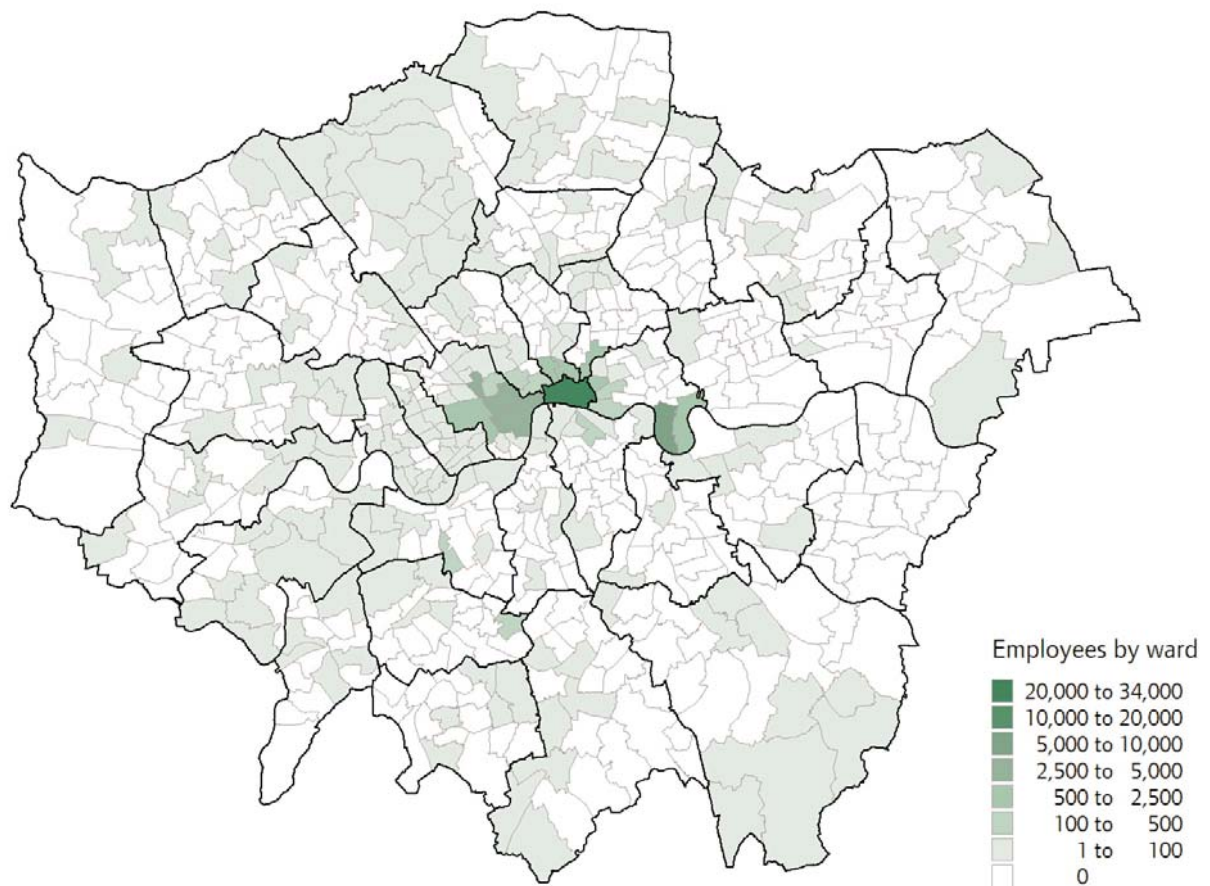 Employees by ward
20,000 to 34,000
10,000 to 20,000
5,000 to 10,000
2,500 to 5,000
500 to 2,500
100 to 500
1 to 100
0